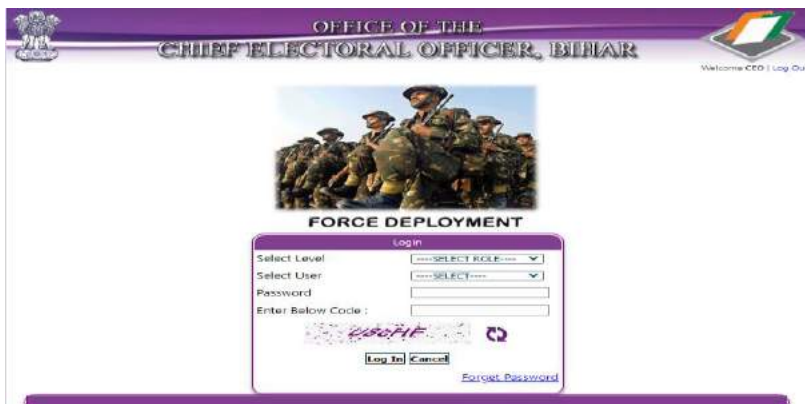 OFFICE OF THE
CHIEF ELECTORAL OFFICER, BIHAR
Welcome CEO | Log Ou
FORCE DEPLOYMENT
Login
Select Level ----SELECT ROLE----
Select User ----SELECT----
Password
Enter Below Code :
Log In Cancel
Forget Password